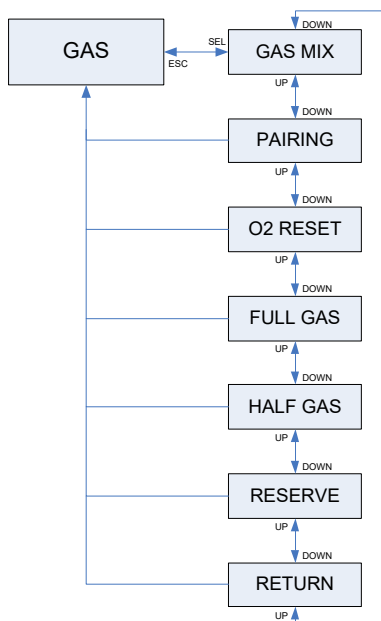 DOWN
GAS
SEL
ESC
GAS MIX
UP
DOWN
PAIRING
UP
DOWN
O2 RESET
UP
DOWN
FULL GAS
UP
DOWN
HALF GAS
UP
DOWN
RESERVE
UP
DOWN
RETURN
UP